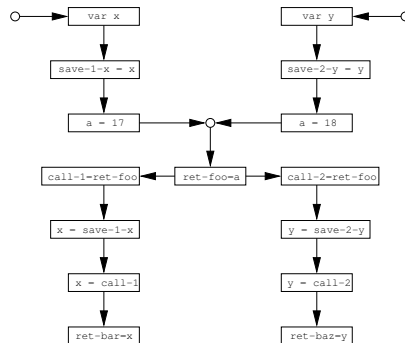 var x
var y
save-1-x = x
save-2-y = y
a = 17
a = 18
call-1=ret-foo
ret-foo=a
call-2=ret-foo
x = save-1-x
y = save-2-y
x = call-1
y = call-2
ret-bar=x
ret-baz=y